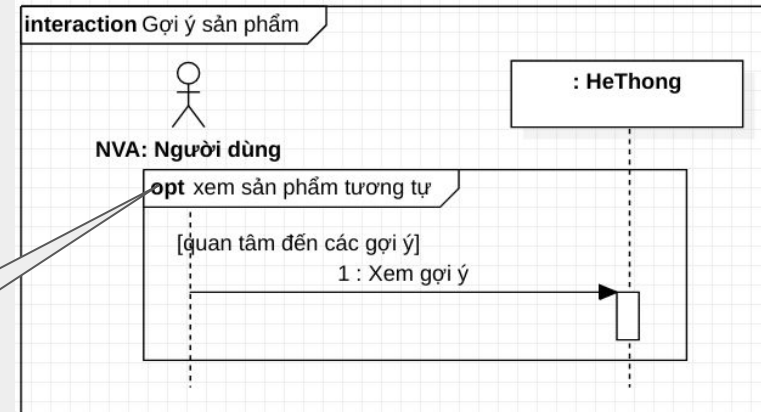 interaction Gợi ý sản phẩm
: HeThong
NVA: Người dùng
opt xem sản phẩm tương tự
[quan tâm đến các gợi ý]
1 : Xem gợi ý